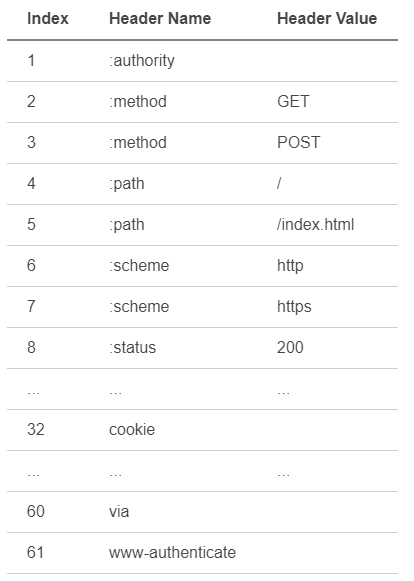 Index Header Name Header Value
1 :authority
2 :method GET
3 :method POST
4 :path /
5 :path /index.html
6 :scheme http
7 :scheme https
8 :status 200
... ... ...
32 cookie
... ... ...
60 via
61 www-authenticate